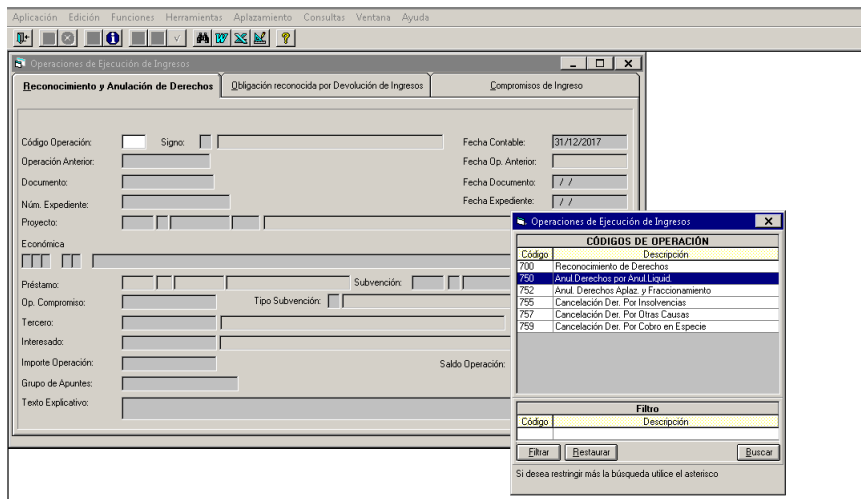 Aplicación Edición Funciones Herramientas Aplazamiento Consultas Ventana Ayuda
Operaciones de Ejecución de Ingresos
Reconocimiento y Anulación de Derechos Obligación reconocida por Devolución de Ingresos Compromisos de Ingreso
Código Operación: Signo: Fecha Contable: 31/12/2017
Operación Anterior: Fecha Op. Anterior:
Documento: Fecha Documento: / /
Núm. Expediente: Fecha Expediente: / /
Proyecto:
Económica
Préstamo: Subvención:
Op. Compromiso: Tipo Subvención:
Tercero:
Interesado:
Importe Operación: Saldo Operación:
Grupo de Apuntes:
Texto Explicativo:
Operaciones de Ejecución de Ingresos
CÓDIGOS DE OPERACIÓN
Código Descripción
700 Reconocimiento de Derechos
750 Anul.Derechos por Anul.Liquid.
752 Anul. Derechos Aplaz. y Fraccionamiento
755 Cancelación Der. Por Insolvencias
757 Cancelación Der. Por Otras Causas
759 Cancelación Der. Por Cobro en Especie
Filtro
Código Descripción
Filtrar Restaurar Buscar
Si desea restringir más la búsqueda utilice el asterisco